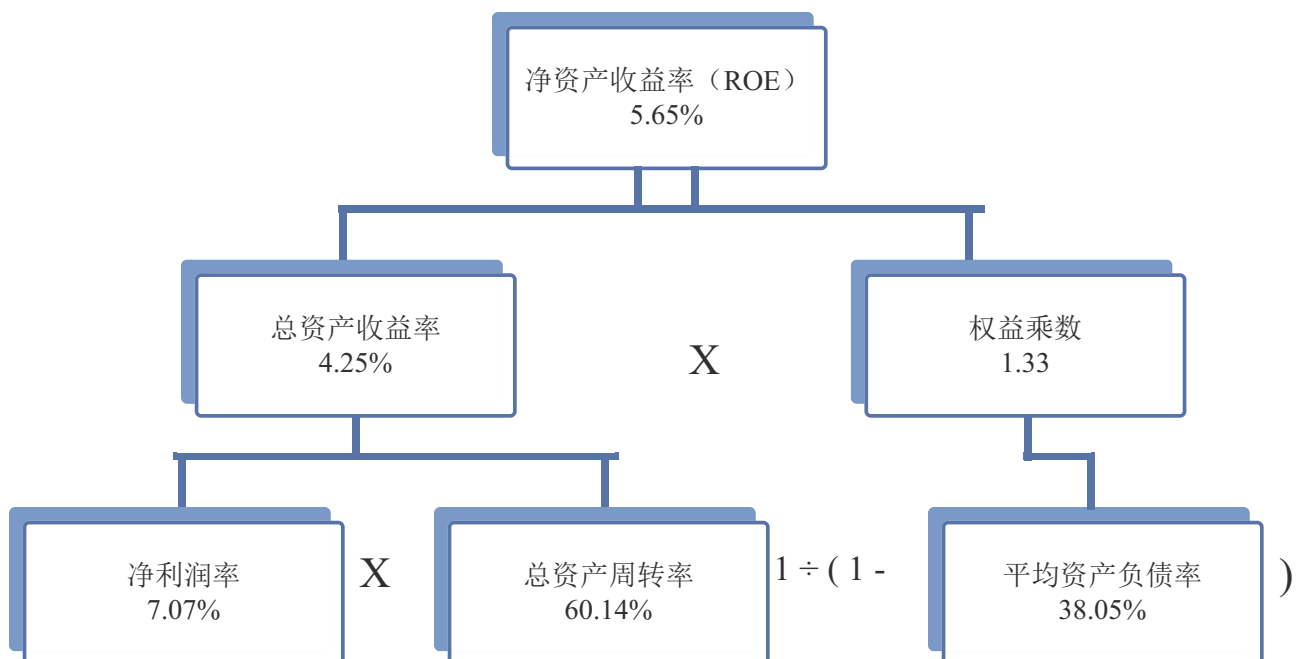 净资产收益率（ROE）
5.65%
总资产收益率
4.25%
X
权益乘数
1.33
净利润率
7.07%
X
总资产周转率
60.14%
1 ÷ ( 1 -
平均资产负债率
38.05%
)